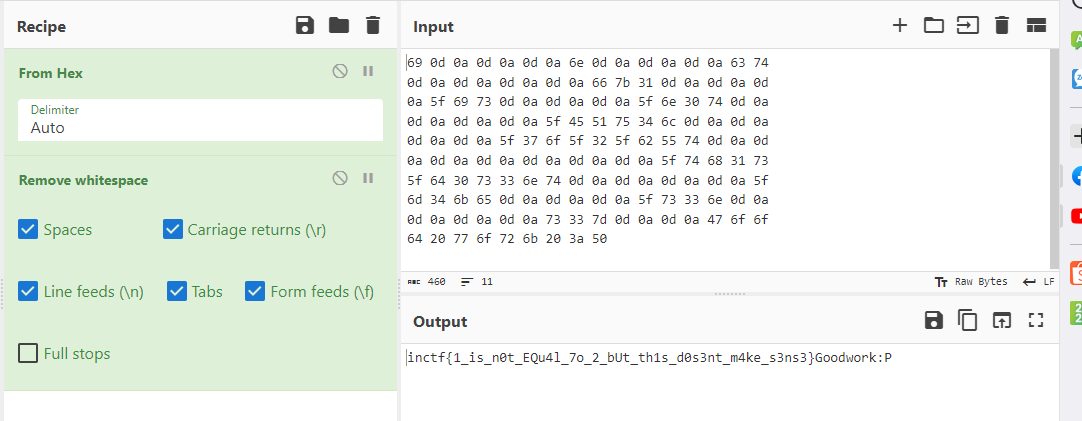 Recipe
From Hex
Delimiter
Auto
Remove whitespace
Spaces
Carriage returns (\r)
Line feeds (\n)
Tabs
Form feeds (\f)
Full stops
Input
69 0d 0a 0d 0a 0d 0a 6e 0d 0a 0d 0a 0d 0a 63 74
0d 0a 0d 0a 0d 0a 0d 0a 66 7b 31 0d 0a 0d 0a 0d
0a 5f 69 73 0d 0a 0d 0a 0d 0a 5f 6e 30 74 0d 0a
0d 0a 0d 0a 0d 0a 5f 45 51 75 34 6c 0d 0a 0d 0a
0d 0a 0d 0a 5f 37 6f 5f 32 5f 62 55 74 0d 0a 0d
0a 0d 0a 0d 0a 0d 0a 0d 0a 0d 0a 5f 74 68 31 73
5f 64 30 73 33 6e 74 0d 0a 0d 0a 0d 0a 0d 0a 5f
6d 34 6b 65 0d 0a 0d 0a 0d 0a 5f 73 33 6e 0d 0a
0d 0a 0d 0a 0d 0a 73 33 7d 0d 0a 0d 0a 47 6f 6f
64 20 77 6f 72 6b 20 3a 50
ABC 460 11
Tт Raw Bytes LF
Output
inctf{1_is_n0t_EQu4l_7o_2_bUt_th1s_d0s3nt_m4ke_s3ns3}Goodwork:P